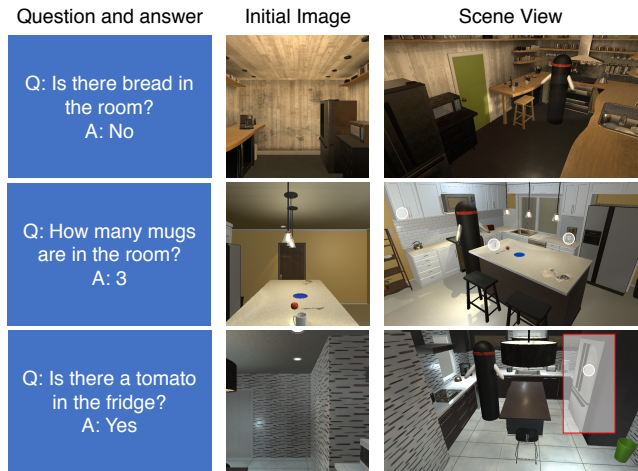 Question and answer
Initial Image
Scene View
Q: Is there bread in
the room?
A: No
Q: How many mugs
are in the room?
A: 3
Q: Is there a tomato
in the fridge?
A: Yes